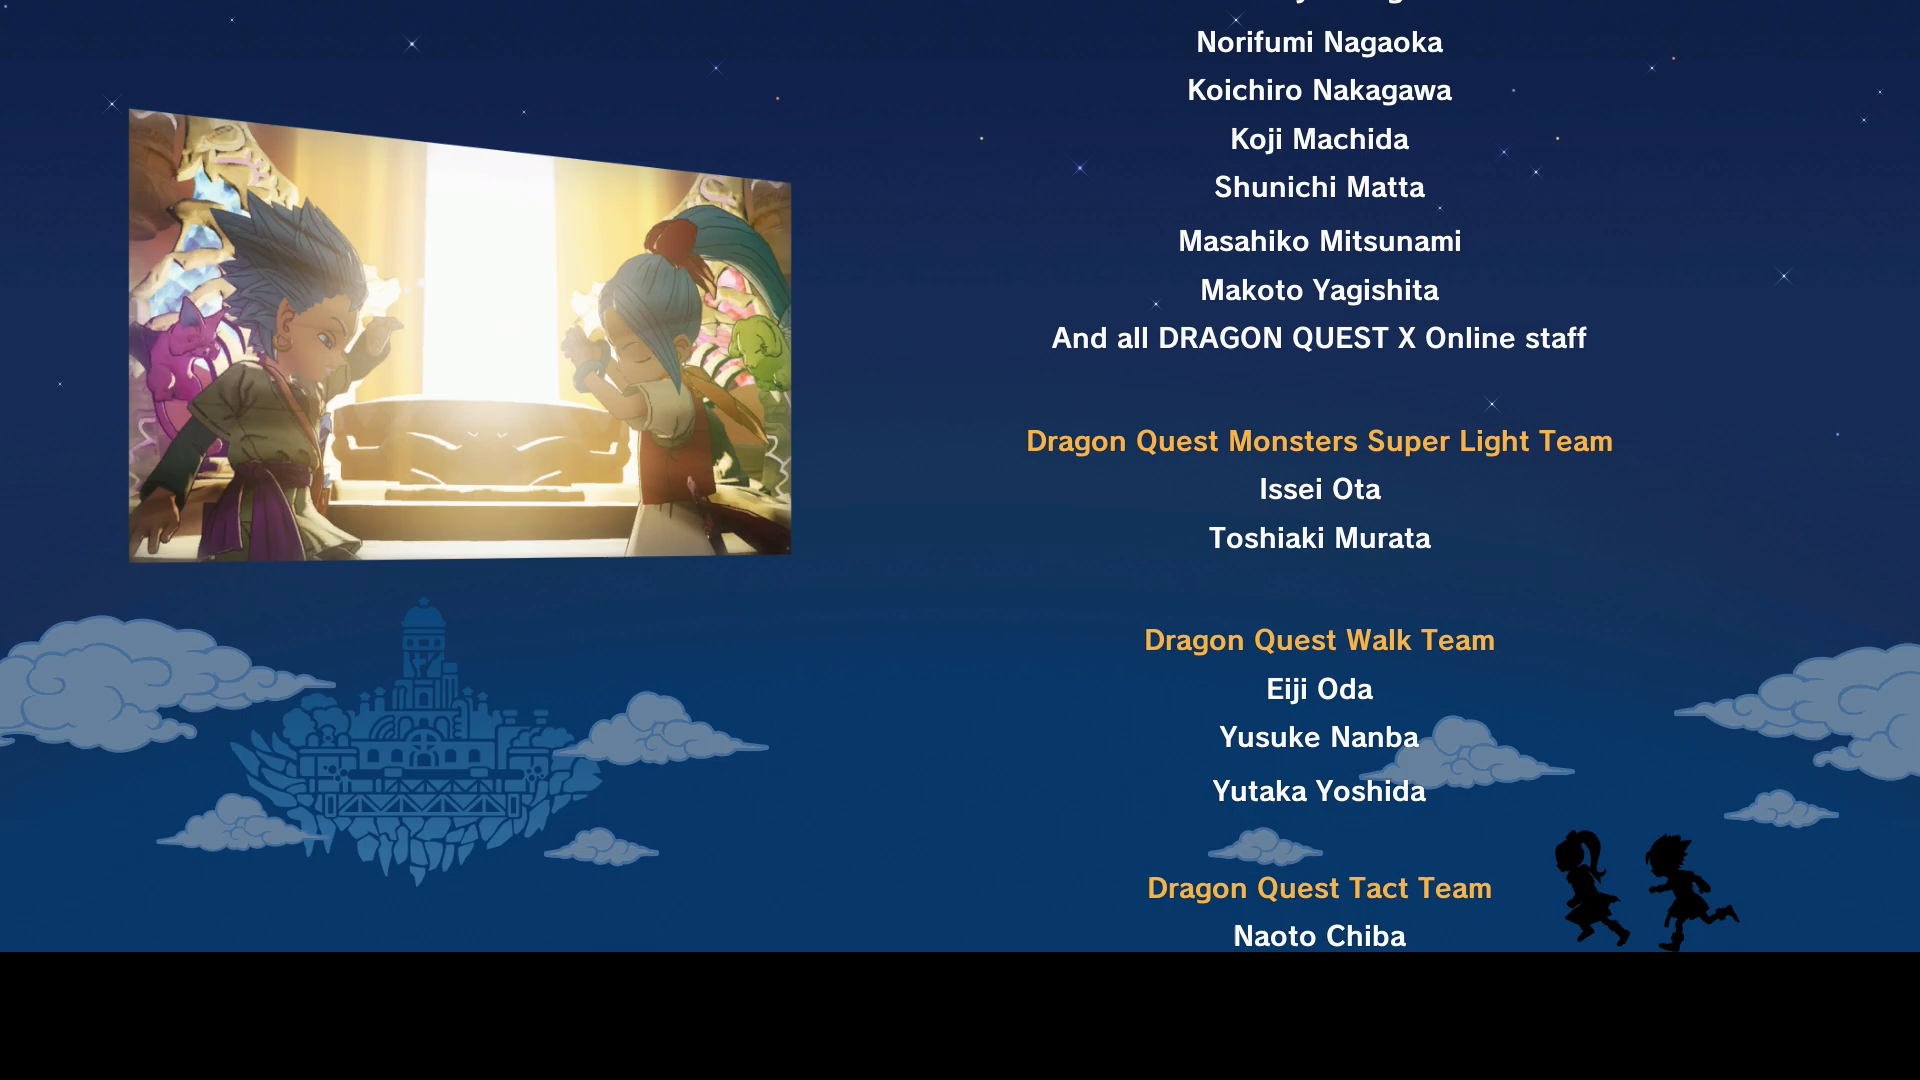 Norifumi Nagaoka
Koichiro Nakagawa
Koji Machida
Shunichi Matta
Masahiko Mitsunami
Makoto Yagishita
And all DRAGON QUEST X Online staff
Dragon Quest Monsters Super Light Team
Issei Ota
Toshiaki Murata
Dragon Quest Walk Team
Eiji Oda
Yusuke Nanba
Yutaka Yoshida
Dragon Quest Tact Team
Naoto Chiba